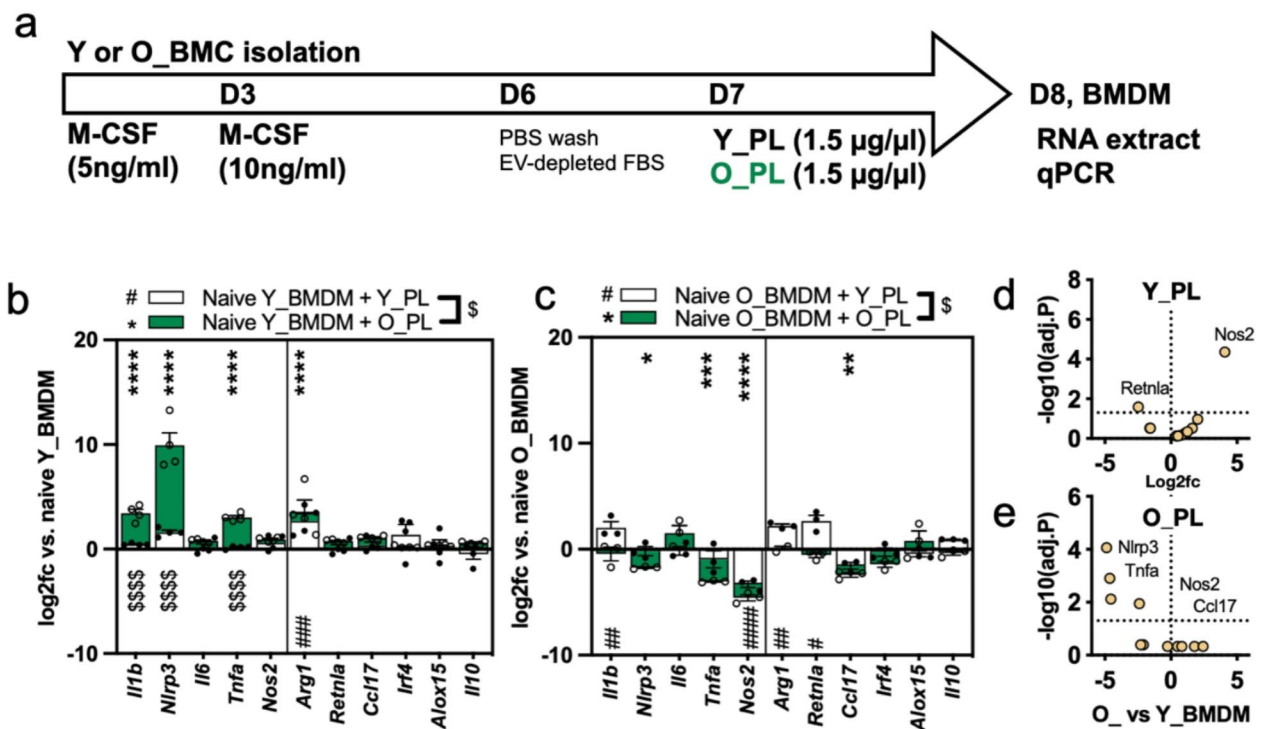 a
Y or O_BMC isolation
D3
D6
D7
D8, BMDM
M-CSF
(5ng/ml)
M-CSF
(10ng/ml)
PBS wash
EV-depleted FBS
Y_PL (1.5 µg/µl)
O_PL (1.5 µg/µl)
RNA extract
qPCR
b
# Naive Y_BMDM + Y_PL
* Naive Y_BMDM + O_PL
$
log2fc vs. naive Y_BMDM
20
10
0
-10
**** **** **** ****
$$$$ $$$$ $$$$ ###
Il1b Nlrp3 Il6 Tnfa Nos2 Arg1 Retnla Ccl17 Irf4 Alox15 Il10
c
# Naive O_BMDM + Y_PL
* Naive O_BMDM + O_PL
$
log2fc vs naive O_BMDM
20
10
0
-10
* *** **** **
## #### ## #
Il1b Nlrp3 Il6 Tnfa Nos2 Arg1 Retnla Ccl17 Irf4 Alox15 Il10
d
Y_PL
-log10(adj.P)
8
6
4
2
0
Nos2
Retnla
-5 0 5
Log2fc
e
O_PL
-log10(adj.P)
6
4
2
0
Nlrp3
Tnfa
Nos2
Ccl17
-5 0 5
O_ vs Y_BMDM